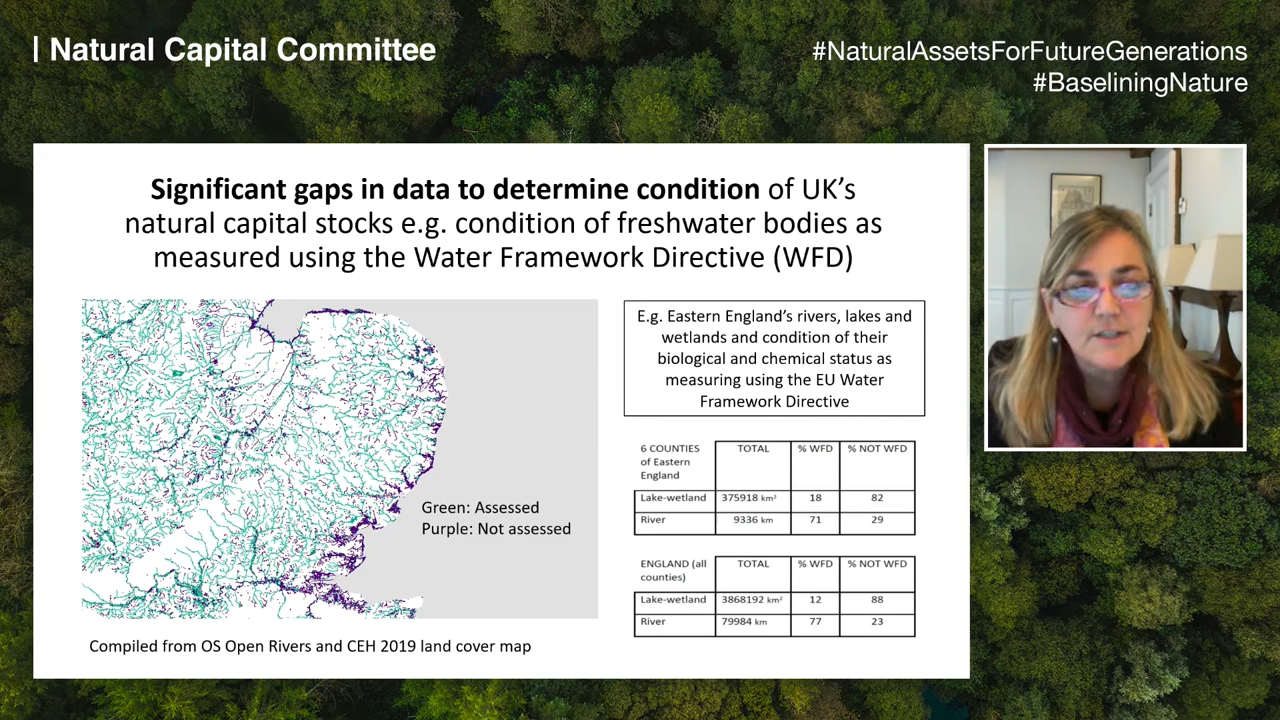 | Natural Capital Committee
#NaturalAssetsForFutureGenerations
#BaseliningNature
Significant gaps in data to determine condition of UK's
natural capital stocks e.g. condition of freshwater bodies as
measured using the Water Framework Directive (WFD)
Green: Assessed
Purple: Not assessed
Compiled from OS Open Rivers and CEH 2019 land cover map
E.g. Eastern England's rivers, lakes and
wetlands and condition of their
biological and chemical status as
measuring using the EU Water
Framework Directive
6 COUNTIES of Eastern England TOTAL % WFD % NOT WFD
Lake-wetland 375918 km² 18 82
River 9336 km 71 29
ENGLAND (all counties) TOTAL % WFD % NOT WFD
Lake-wetland 3868192 km² 12 88
River 79984 km 77 23